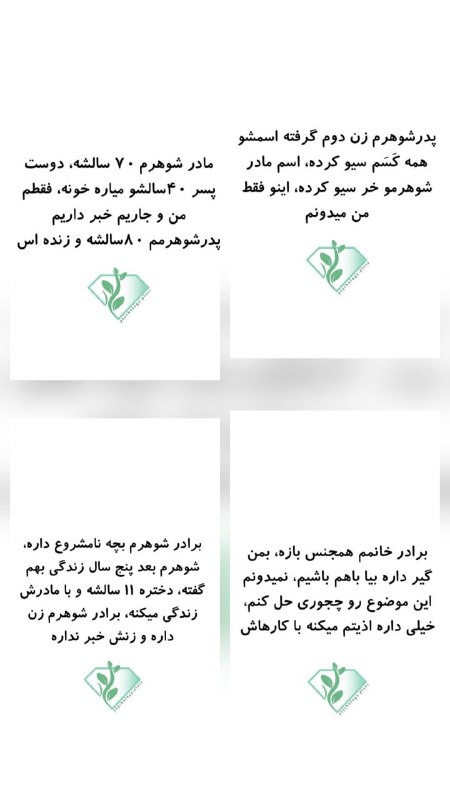 پدرشوهرم زن دوم گرفته اسمشو
همه کَسَم سیو کرده، اسم مادر
شوهرمو خر سیو کرده، اینو فقط
من میدونم
مادر شوهرم ۷۰ سالشه، دوست
پسر ۴۰سالشو میاره خونه، فقطم
من و جاریم خبر داریم
پدرشوهرمم ۸۰سالشه و زنده اس
برادر خانمم همجنس بازه، بمن
گیر داره بیا باهم باشیم، نمیدونم
این موضوع رو چجوری حل کنم،
خیلی داره اذیتم میکنه با کارهاش
برادر شوهرم بچه نامشروع داره،
شوهرم بعد پنج سال زندگی بهم
گفته، دختره 11 سالشه و با مادرش
زندگی میکنه، برادر شوهرم زن
داره و زنش خبر نداره